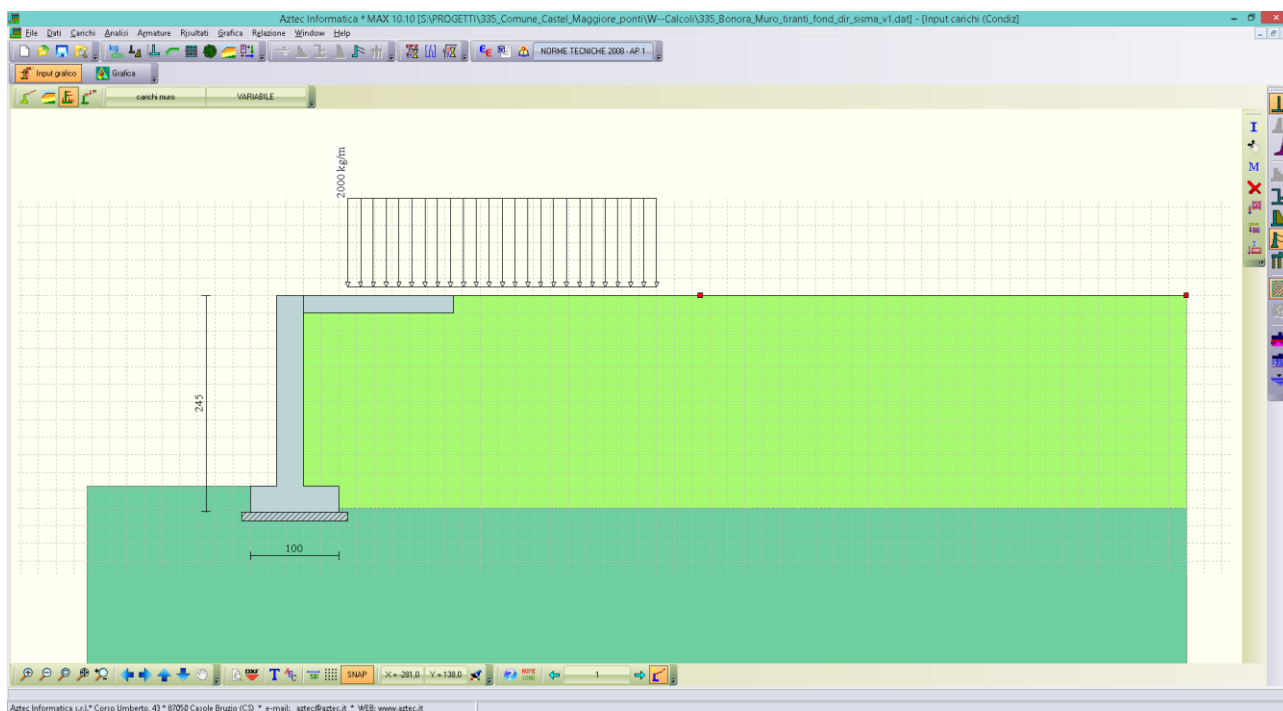 Aztec Informatica * MAX 10.10 [S:\PROGETTI\335_Comune_Castel_Maggiore_ponti\W--Calcoli\335_Bonora_Muro_tiranti_fond_dir_sisma_v1.dat] - [Input carichi (Condiz]
File Dati Carichi Analisi Armature Risultati Grafica Relazione Window Help
NORME TECNICHE 2008 - AP.1
Input grafico Grafica
carichi muro VARIABILE
I
M
2000 kg/m
245
100
DXF T SNAP X = -281,0 Y = 138,0 NOME LOAD 1
Aztec Informatica s.r.l.* Corso Umberto, 43 * 87050 Casole Bruzio (CS) * e-mail: aztec@aztec.it * WEB: www.aztec.it